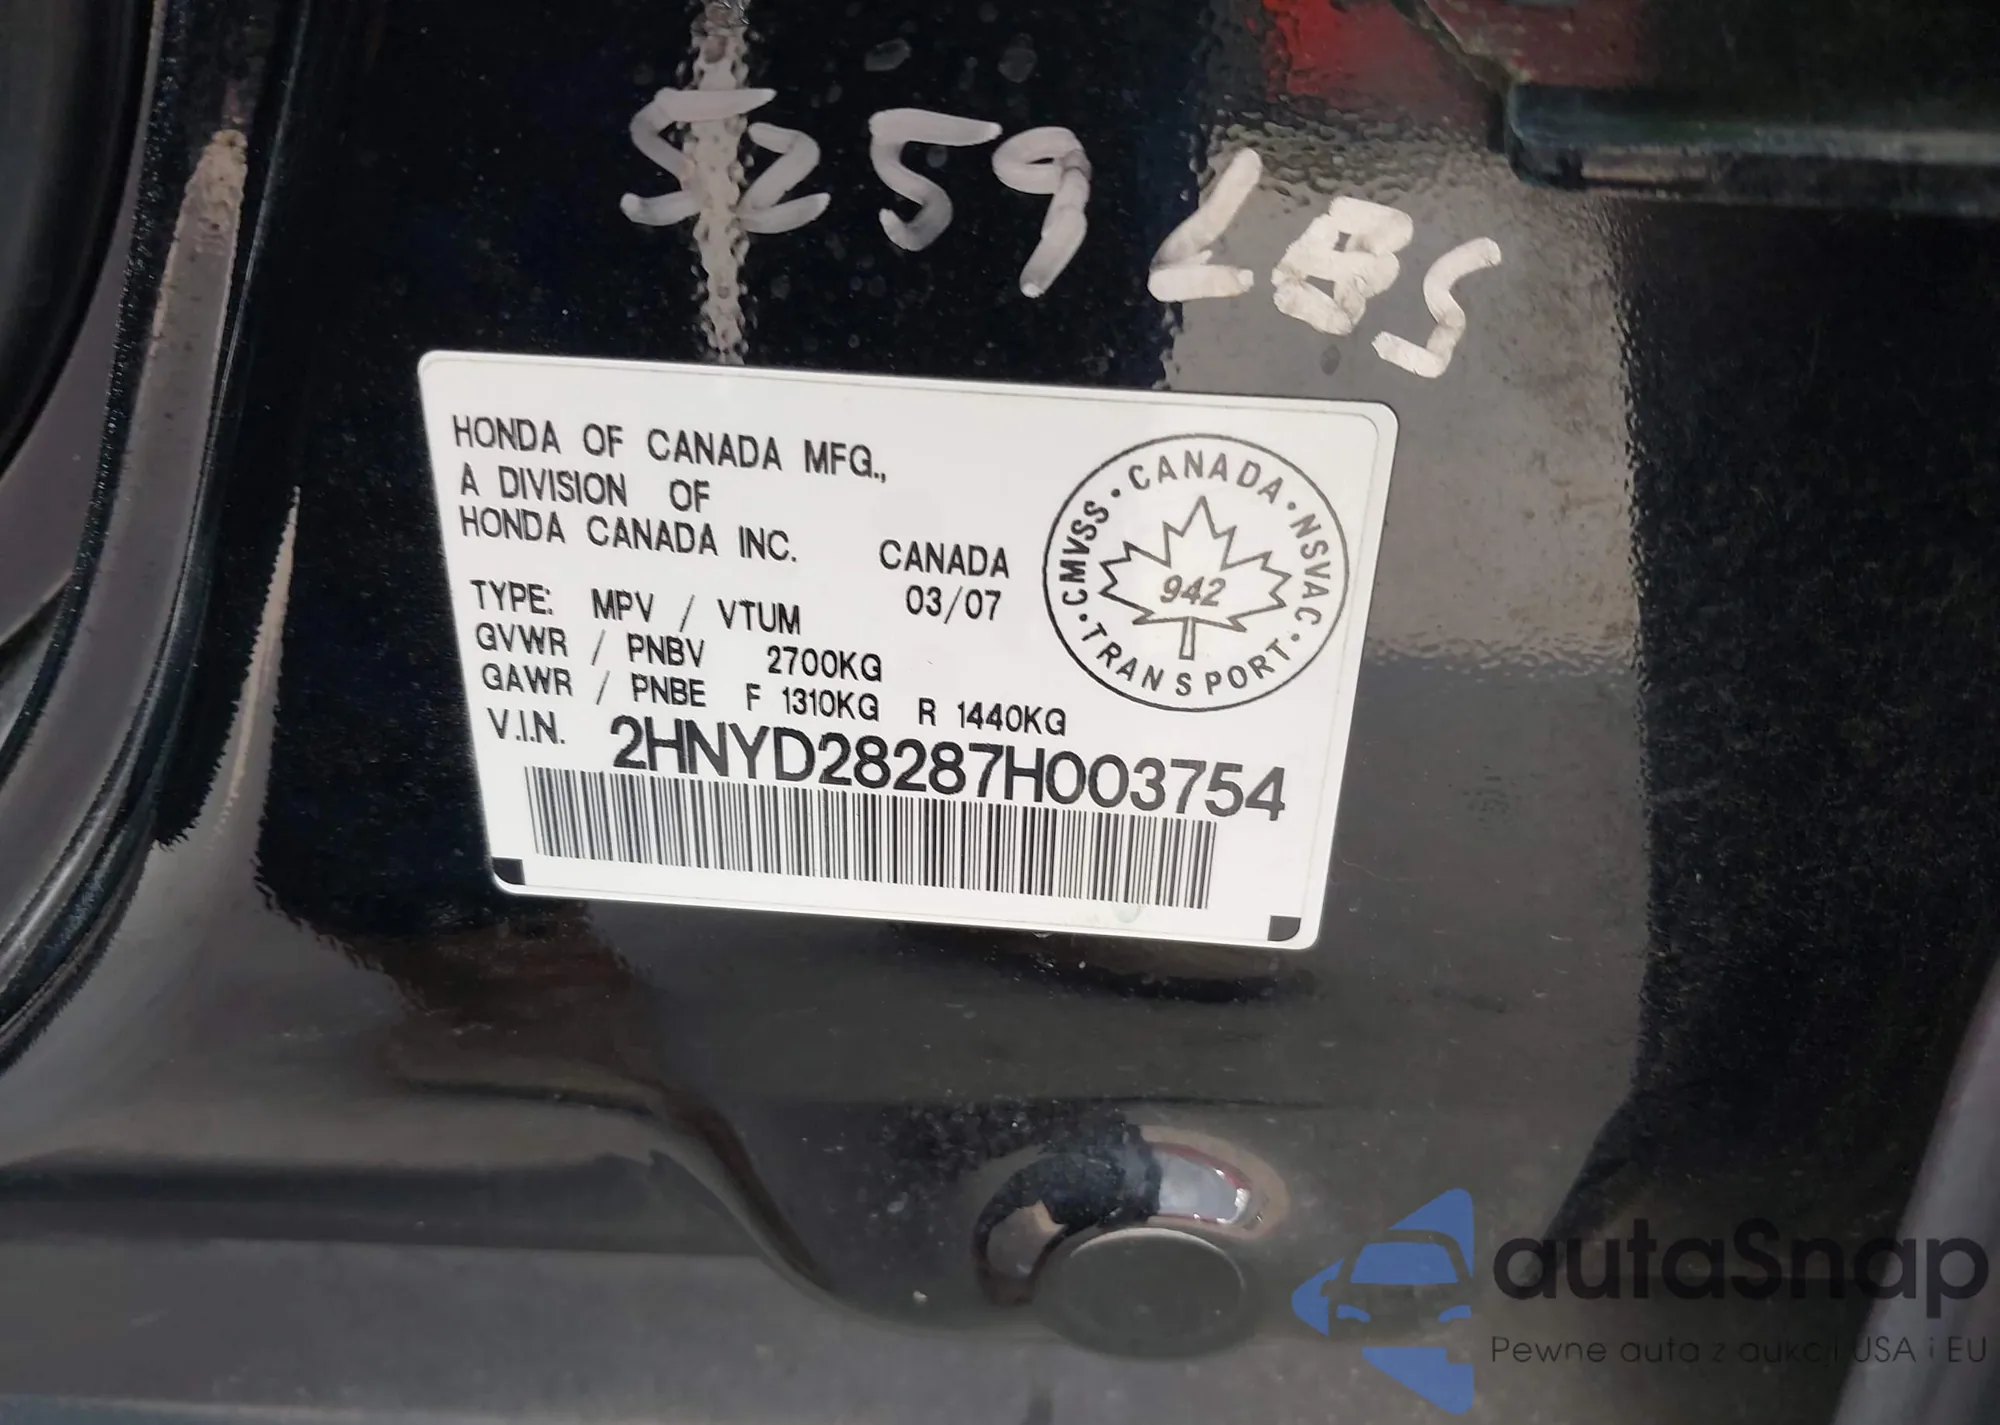 5259 LBS
HONDA OF CANADA MFG.,
A DIVISION OF
HONDA CANADA INC.
CANADA
03/07
TYPE: MPV / VTUM
GVWR / PNBV 2700KG
GAWR / PNBE F 1310KG R 1440KG
V.I.N. 2HNYD28287H003754
CANADA · NSVAC · TRANSPORT · CMVSS ·
942
autoSnap
Pewne auta z aukcji USA i EU